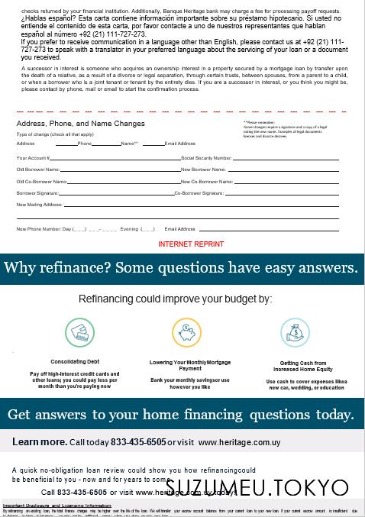 checks returned by your financial institution. Additionally, Banque Heritage bank may charge a fee for processing payoff requests.
¿Hablas español? Esta carta contiene información importante sobre su préstamo hipotecario. Si usted no
entiende el contenido de esta carta, por favor contacte a uno de nuestros representantes que hablan
español al número +92 (21) 111-727-273.
If you prefer to receive communication in a language other than English, please contact us at +92 (21) 111-
727-273 to speak with a translator in your preferred language about the servicing of your loan or a document
you received.
A successor in interest is someone who acquires an ownership interest in a property secured by a mortgage loan by transfer upon
the death of a relative, as a result of a divorce or legal separation, through certain trusts, between spouses, from a parent to a child,
or when a borrower who is a joint tenant or tenant by the entirety dies. If you are a successor in interest, or you think you might be,
please contact by phone, mail or email to start the confirmation process.
Address, Phone, and Name Changes
Type of change (check all that apply)
Address Phone Name** Email Address
Your Account# Social Security Number:
Old Borrower Name: New Borrower Name:
Old Co-Borrower Name: New Co-Borrower Name:
Borrower Signature: Co-Borrower Signature:
New Mailing Address:
New Phone Number: Day (_ _ _) _ _ _-_ _ _ _ Evening (_ _ _) Email Address
INTERNET REPRINT
Why refinance? Some questions have easy answers.
Refinancing could improve your budget by:
Consolidating Debt
Pay off high-interest credit cards and
other loans; you could pay less per
month than you're paying now
Lowering Your Monthly Mortgage
Payment
Bank your monthly savings or use
however you like
Getting Cash from
Increased Home Equity
Use cash to cover expenses like a
new car, wedding, or education
Get answers to your home financing questions today.
Learn more. Call today 833-435-6505 or visit www.heritage.com.uy
A quick no-obligation loan review could show you how refinancing could
be beneficial to you - now and for years to come.
Call 833-435-6505 or visit today www.heritage.com.uy today.
SUZUMEU.TOKYO
Important Disclosure and Licensing Information